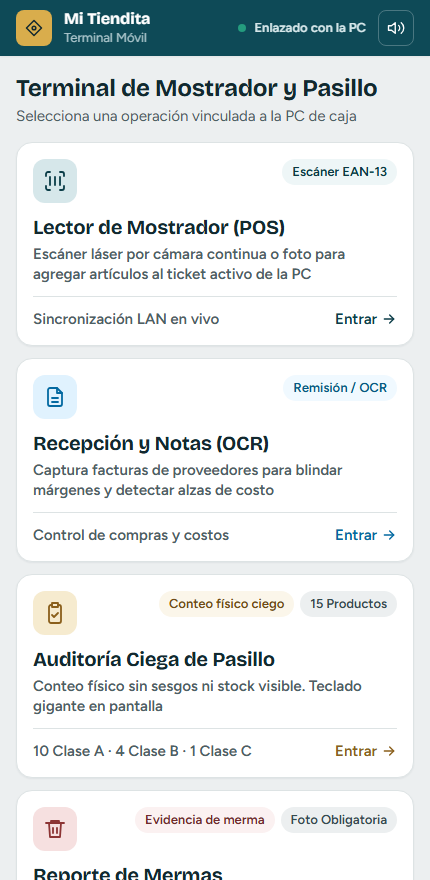 Mi Tiendita
Terminal Móvil
Enlazado con la PC
Terminal de Mostrador y Pasillo
Selecciona una operación vinculada a la PC de caja
Escáner EAN-13
Lector de Mostrador (POS)
Escáner láser por cámara continua o foto para
agregar artículos al ticket activo de la PC
Sincronización LAN en vivo
Entrar →
Remisión / OCR
Recepción y Notas (OCR)
Captura facturas de proveedores para blindar
márgenes y detectar alzas de costo
Control de compras y costos
Entrar →
Conteo físico ciego
15 Productos
Auditoría Ciega de Pasillo
Conteo físico sin sesgos ni stock visible. Teclado
gigante en pantalla
10 Clase A · 4 Clase B · 1 Clase C
Entrar →
Evidencia de merma
Foto Obligatoria
Reporte de Mermas